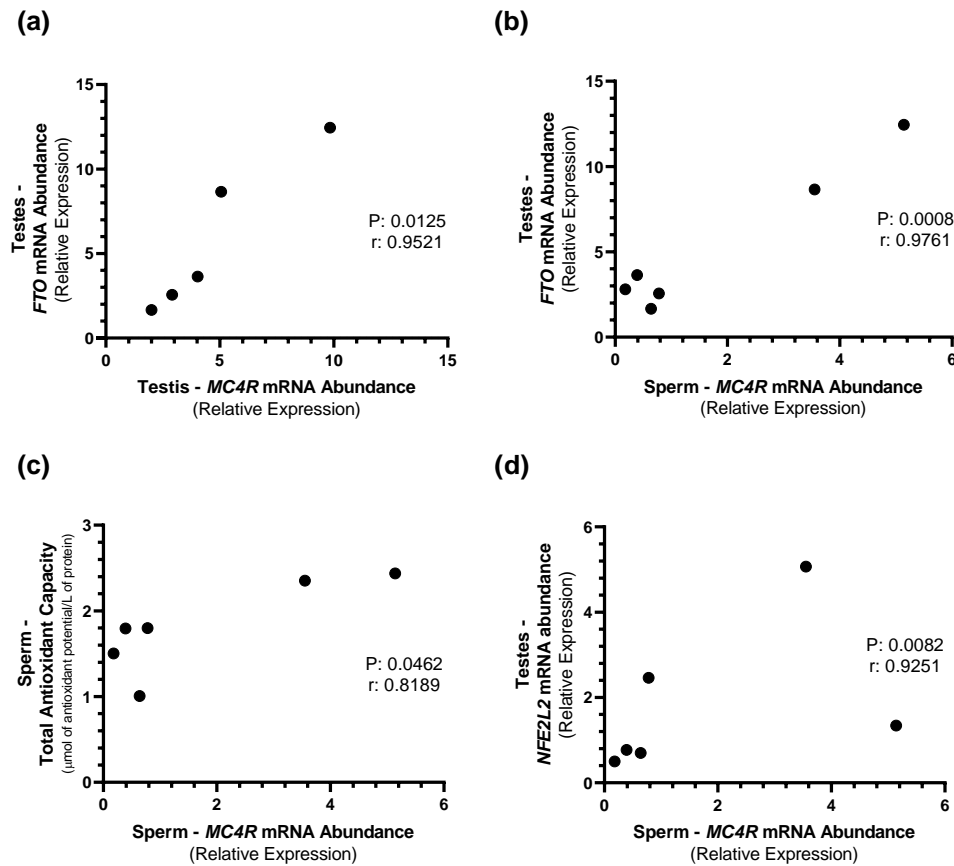 (a)
15
10
5
0
Testes -
FTO mRNA Abundance
(Relative Expression)
P: 0.0125
r: 0.9521
0 5 10 15
Testis - MC4R mRNA Abundance
(Relative Expression)
(b)
15
10
5
0
Testes -
FTO mRNA Abundance
(Relative Expression)
P: 0.0008
r: 0.9761
0 2 4 6
Sperm - MC4R mRNA Abundance
(Relative Expression)
(c)
3
2
1
0
Sperm -
Total Antioxidant Capacity
(μmol of antioxidant potential/L of protein)
P: 0.0462
r: 0.8189
0 2 4 6
Sperm - MC4R mRNA Abundance
(Relative Expression)
(d)
6
4
2
0
Testes -
NFE2L2 mRNA abundance
(Relative Expression)
P: 0.0082
r: 0.9251
0 2 4 6
Sperm - MC4R mRNA Abundance
(Relative Expression)